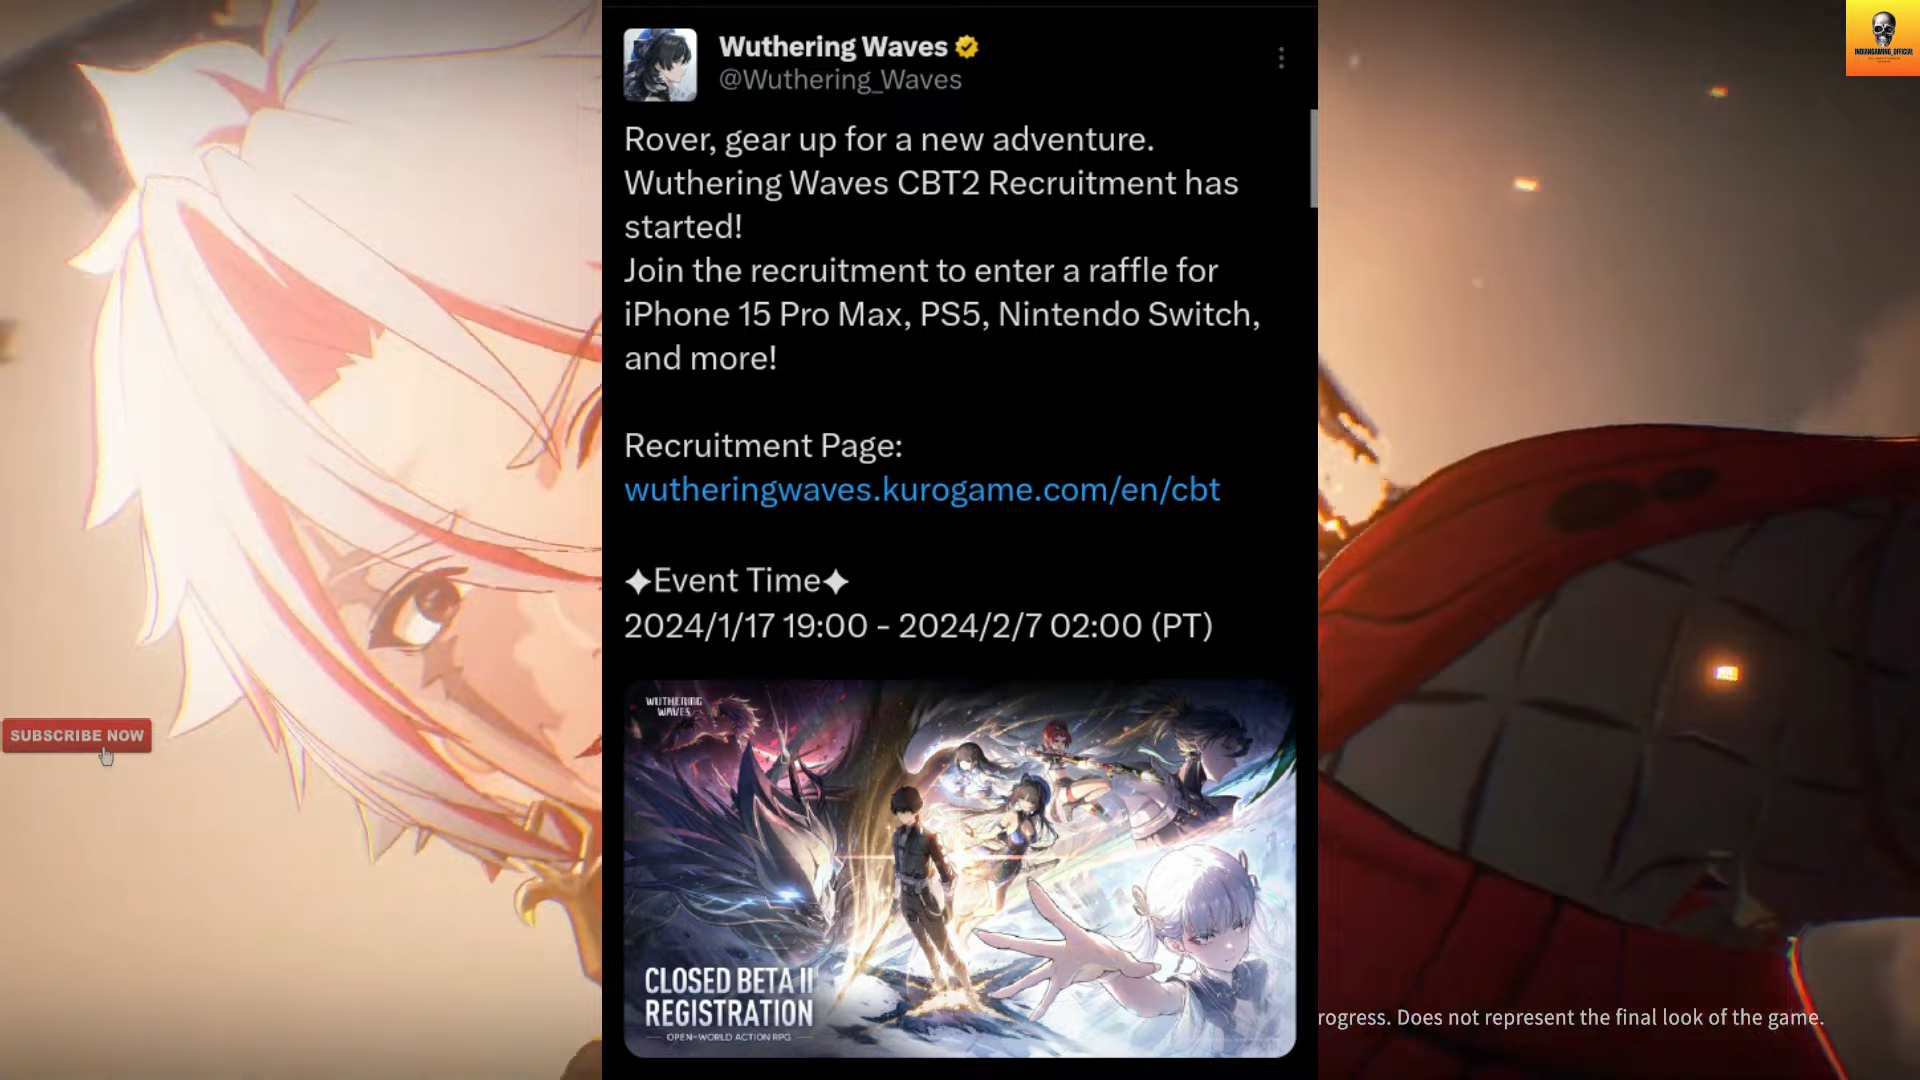 Wuthering Waves
@Wuthering_Waves
Rover, gear up for a new adventure.
Wuthering Waves CBT2 Recruitment has
started!
Join the recruitment to enter a raffle for
iPhone 15 Pro Max, PS5, Nintendo Switch,
and more!
Recruitment Page:
wutheringwaves.kurogame.com/en/cbt
✦Event Time✦
2024/1/17 19:00 - 2024/2/7 02:00 (PT)
WUTHERING
WAVES
CLOSED BETA II
REGISTRATION
OPEN-WORLD ACTION RPG
SUBSCRIBE NOW
INDIANGAMING_OFFICIAL
rogress. Does not represent the final look of the game.